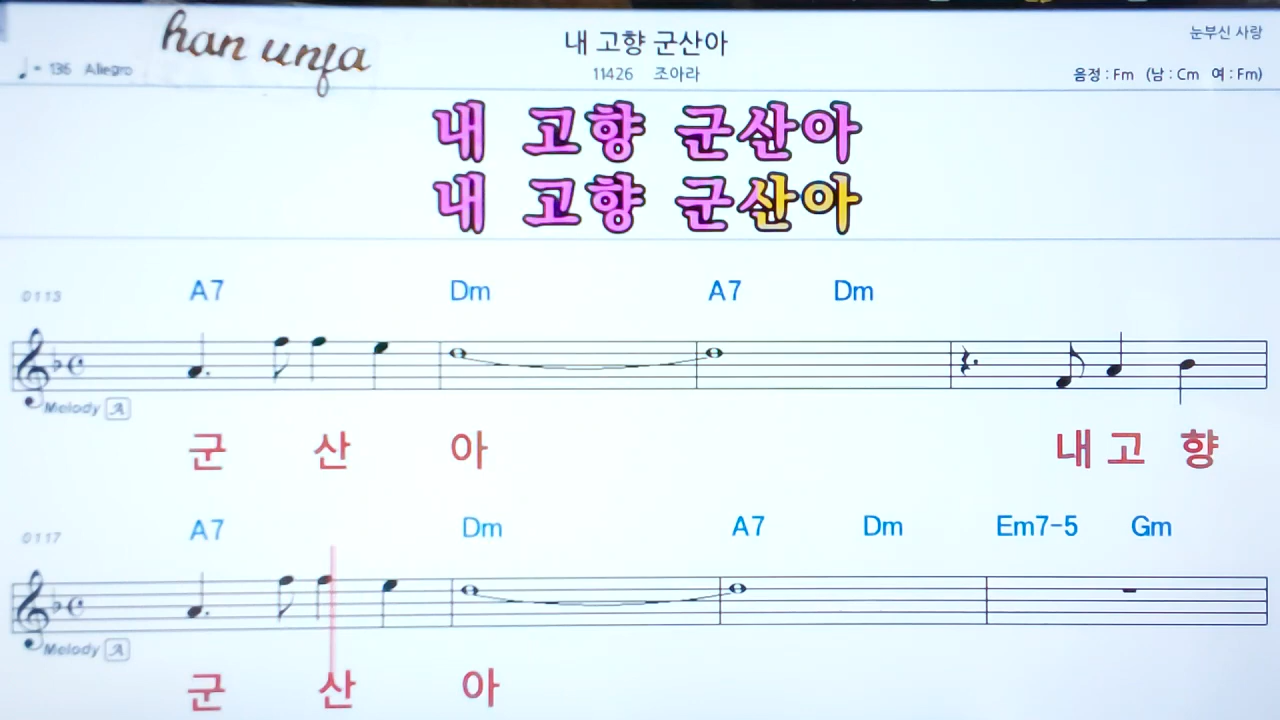 han unfa
내 고향 군산아
눈부신 사랑
♩= 136 Allegro
11426 조아라
음정 : Fm (남 : Cm 여 : Fm)
내 고향 군산아
내 고향 군산아
0113 A7 Dm A7 Dm
Melody A
군 산 아 내 고 향
0117 A7 Dm A7 Dm Em7-5 Gm
Melody A
군 산 아